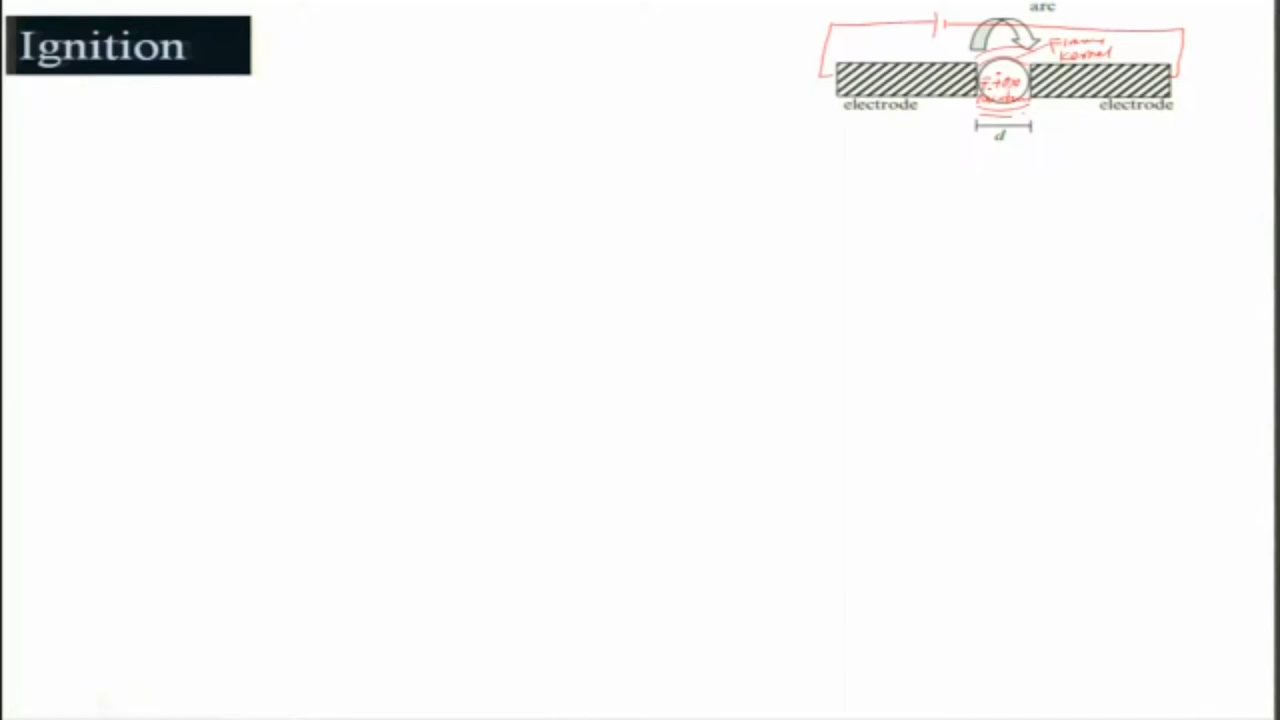 Ignition
arc
Flame
kernel
electrode
electrode
d